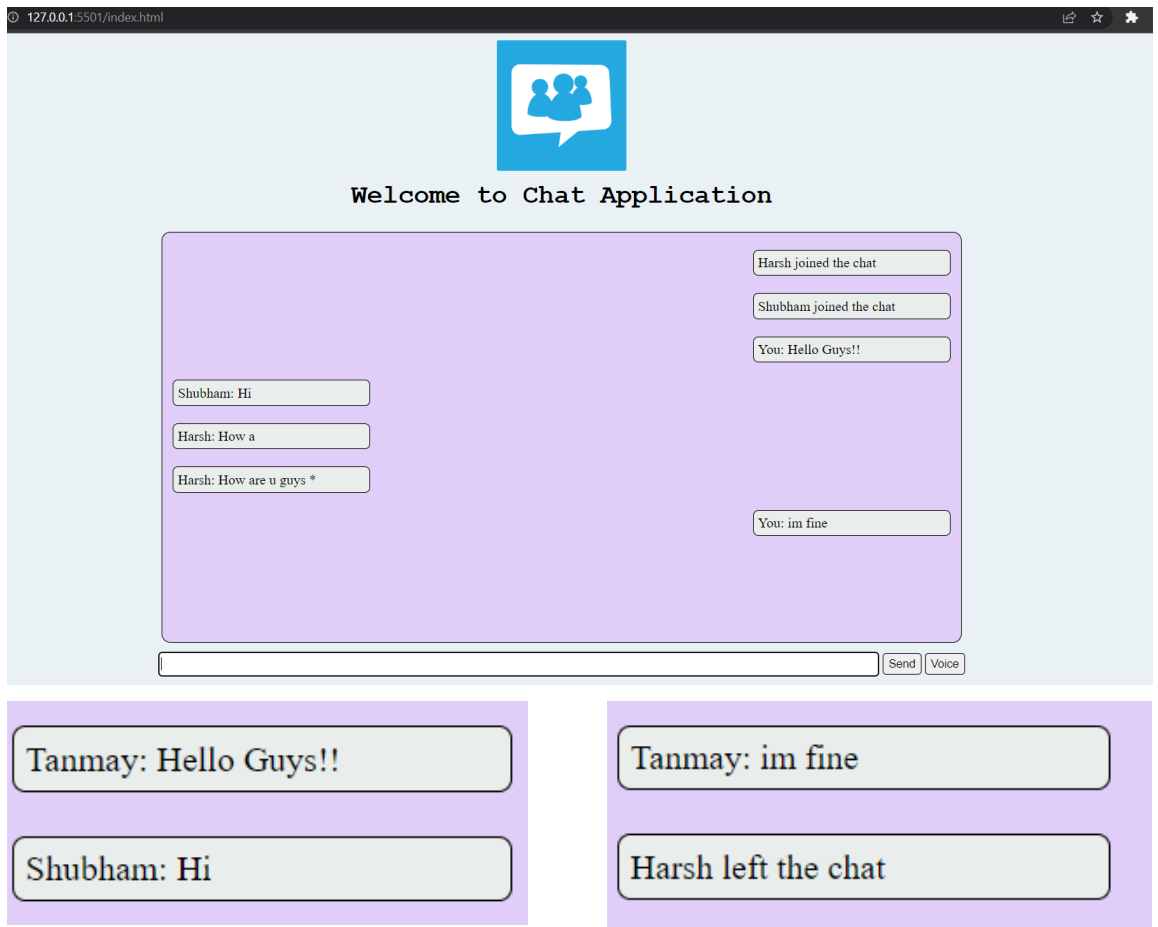 127.0.0.1:5501/index.html
Welcome to Chat Application
Harsh joined the chat
Shubham joined the chat
You: Hello Guys!!
Shubham: Hi
Harsh: How a
Harsh: How are u guys *
You: im fine
Send Voice
Tanmay: Hello Guys!!
Shubham: Hi
Tanmay: im fine
Harsh left the chat